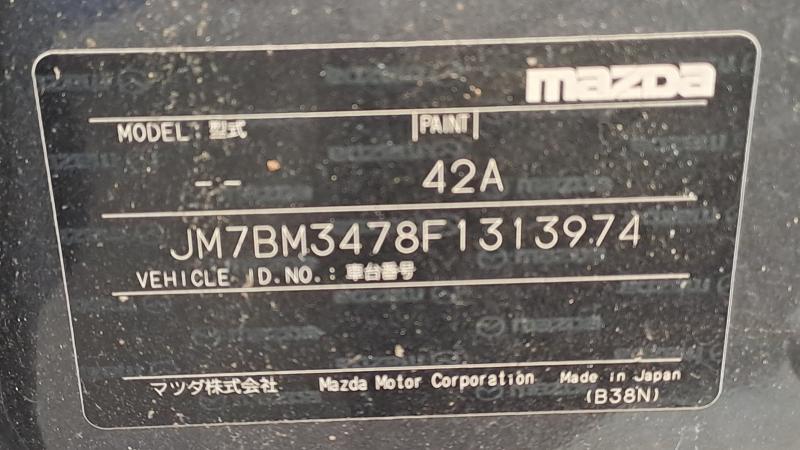 mazda
MODEL: 型式 PAINT
-- 42A
JM7BM3478F1313974
VEHICLE ID.NO.: 車台番号
マツダ株式会社 Mazda Motor Corporation Made in Japan
(B38N)